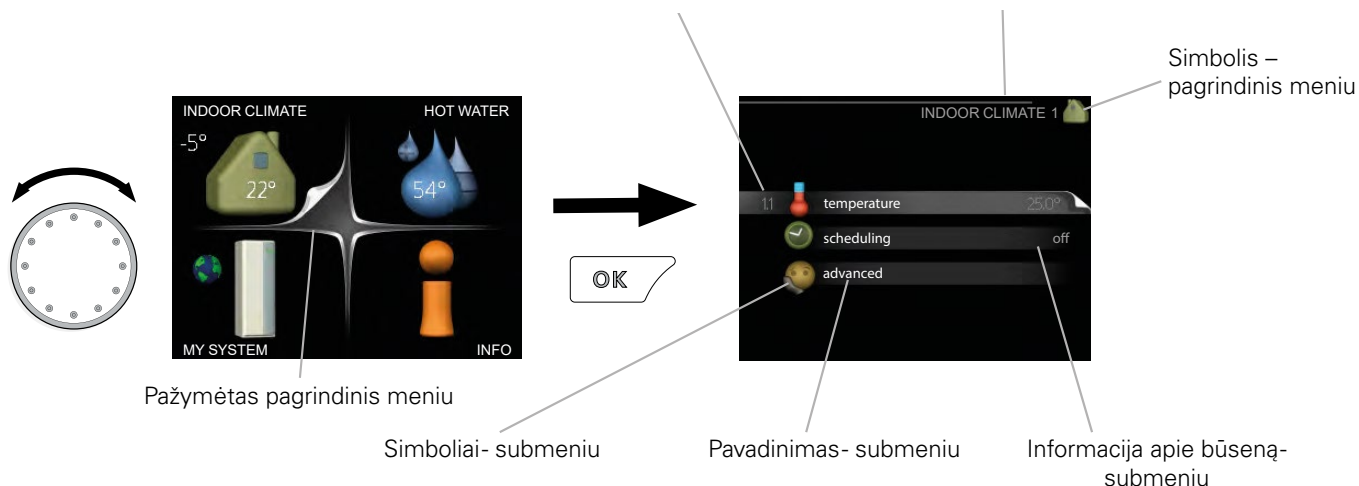 Simbolis –
pagrindinis meniu
INDOOR CLIMATE
HOT WATER
-5°
22°
54°
MY SYSTEM
INFO
OK
INDOOR CLIMATE 1
1.1
temperature
25.0°
scheduling
off
advanced
Pažymėtas pagrindinis meniu
Simboliai- submeniu
Pavadinimas- submeniu
Informacija apie būseną-
submeniu